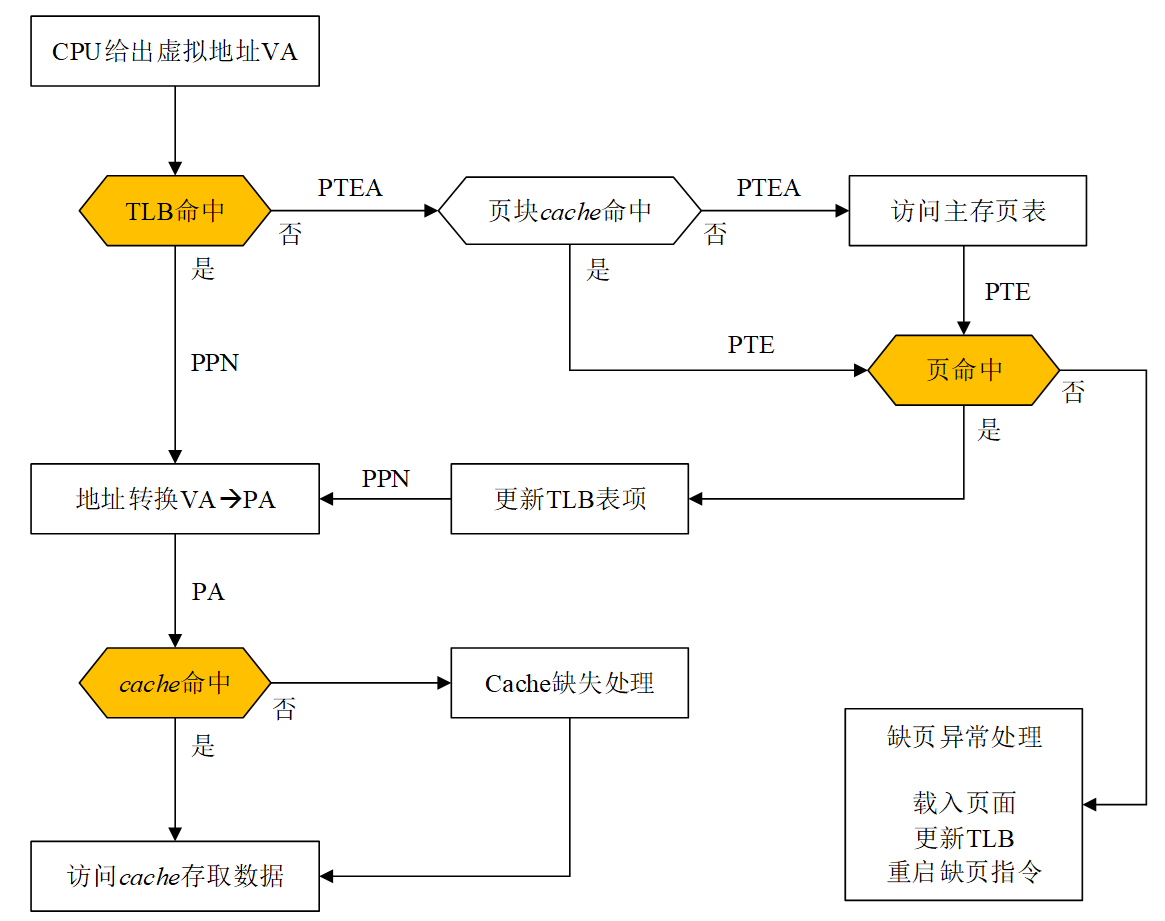 CPU给出虚拟地址VA
TLB命中
PTEA
否
页块cache命中
PTEA
否
访问主存页表
是
是
PTE
PPN
PTE
页命中
否
是
地址转换VA→PA
PPN
更新TLB表项
PA
cache命中
否
Cache缺失处理
是
缺页异常处理
载入页面
更新TLB
重启缺页指令
访问cache存取数据